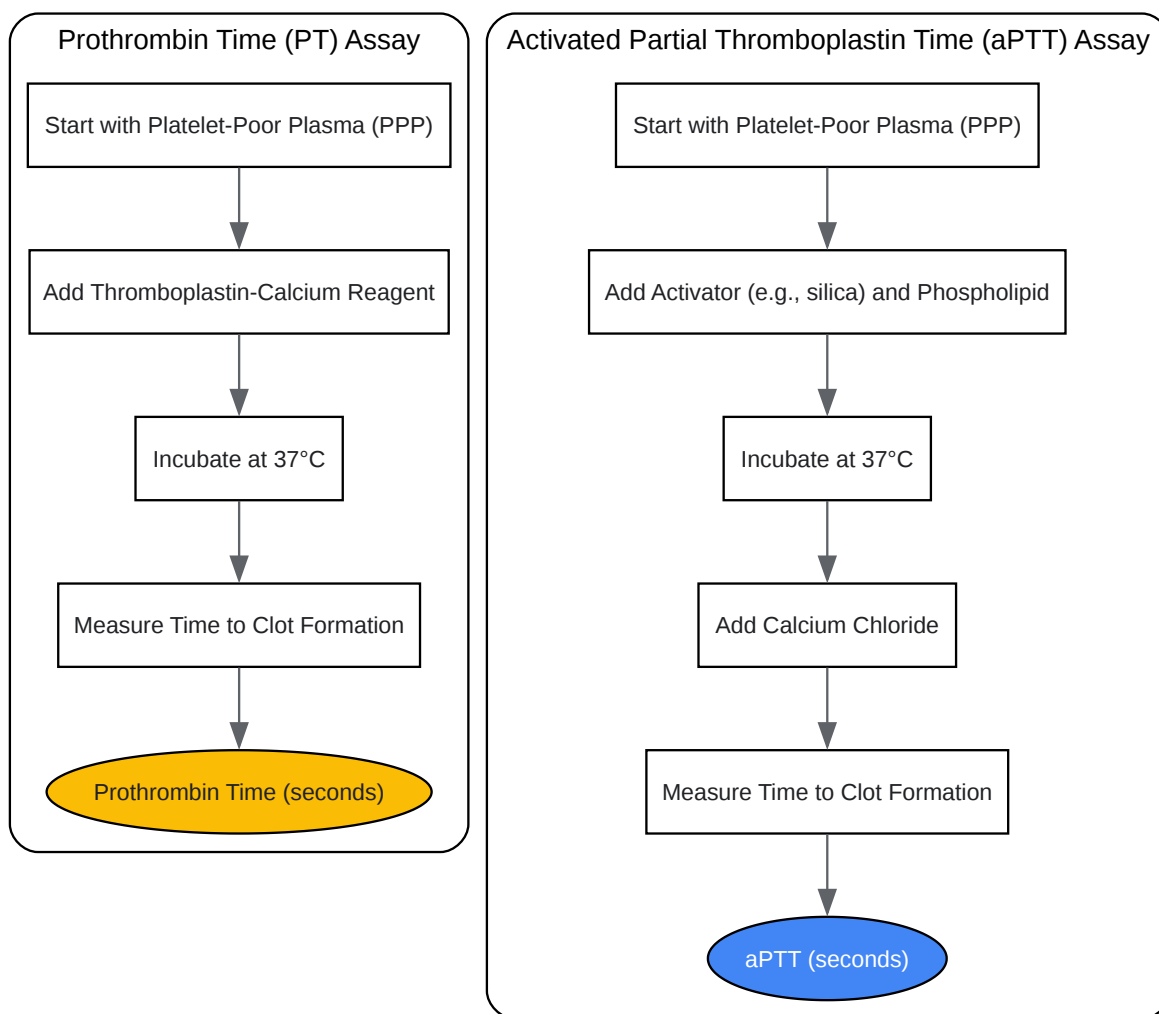 Prothrombin Time (PT) Assay
Start with Platelet-Poor Plasma (PPP)
Add Thromboplastin-Calcium Reagent
Incubate at 37°C
Measure Time to Clot Formation
Prothrombin Time (seconds)
Activated Partial Thromboplastin Time (aPTT) Assay
Start with Platelet-Poor Plasma (PPP)
Add Activator (e.g., silica) and Phospholipid
Incubate at 37°C
Add Calcium Chloride
Measure Time to Clot Formation
aPTT (seconds)